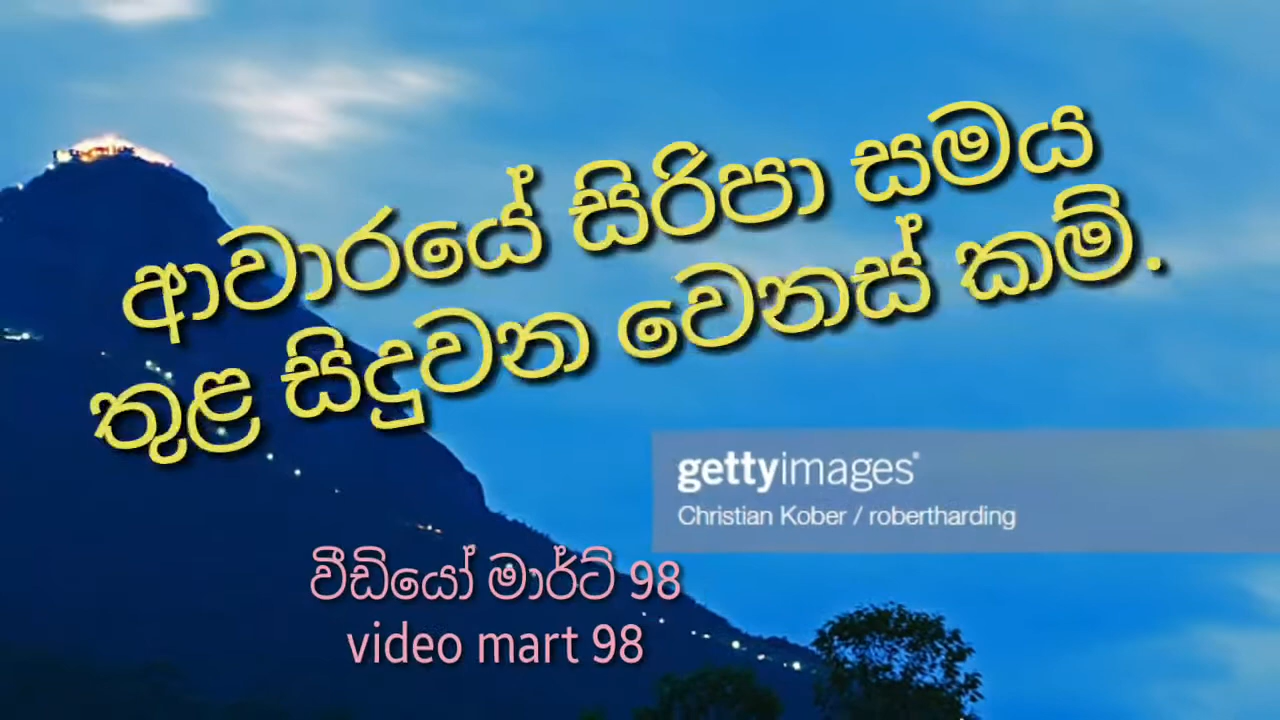 ආවාරයේ සිරිපා සමය
තුළ සිදුවන වෙනස් කම්.
gettyimages®
Christian Kober / robertharding
වීඩියෝ මාර්ට් 98
video mart 98